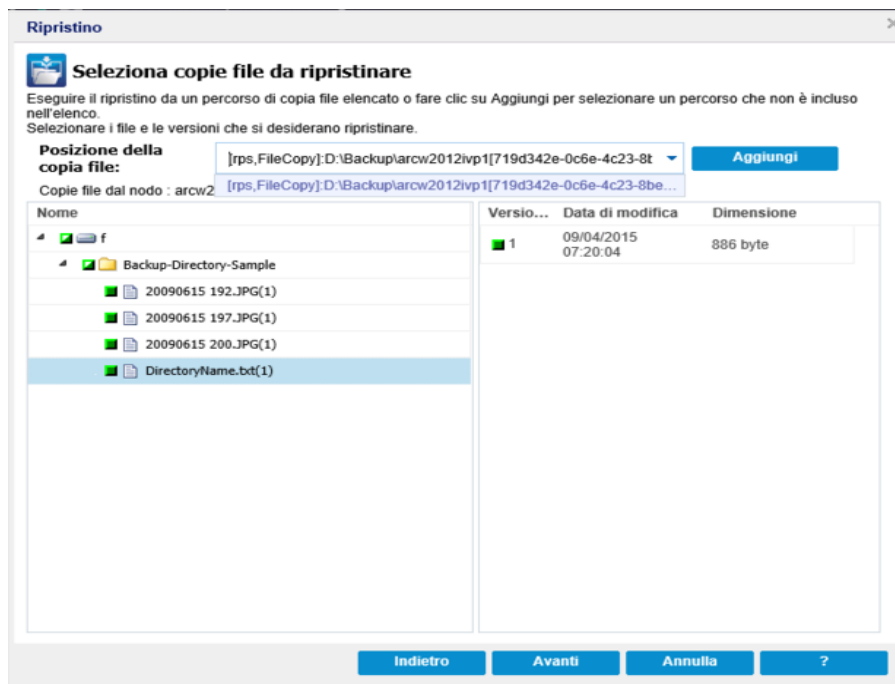 Ripristino
Seleziona copie file da ripristinare
Eseguire il ripristino da un percorso di copia file elencato o fare clic su Aggiungi per selezionare un percorso che non è incluso
nell'elenco.
Selezionare i file e le versioni che si desiderano ripristinare.
Posizione della
copia file:
]rps,FileCopy]:D:\Backup\arcw2012ivp1[719d342e-0c6e-4c23-8b
Aggiungi
Copie file dal nodo : arcw2
[rps,FileCopy]:D:\Backup\arcw2012ivp1[719d342e-0c6e-4c23-8be...
Nome
Versio... Data di modifica Dimensione
f
1 09/04/2015
07:20:04
886 byte
Backup-Directory-Sample
20090615 192.JPG(1)
20090615 197.JPG(1)
20090615 200.JPG(1)
DirectoryName.txt(1)
Indietro Avanti Annulla ?